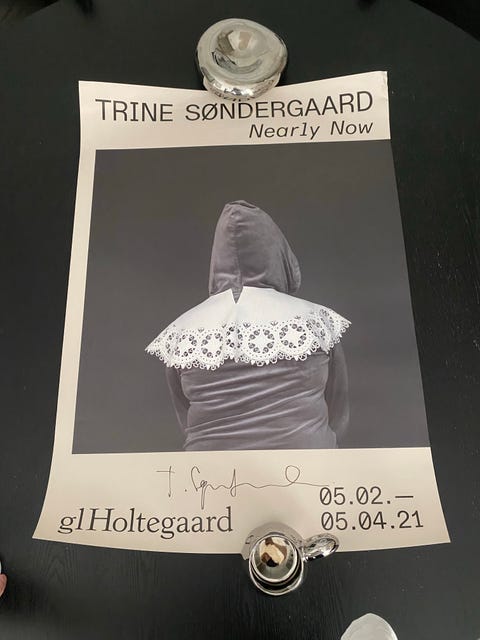 TRINE SØNDERGAARD
Nearly Now
glHoltegaard
05.02.—
05.04.21